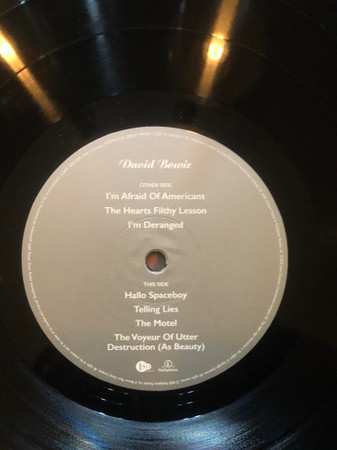 David Bowie
OTHER SIDE
I'm Afraid Of Americans
The Hearts Filthy Lesson
I'm Deranged
THIS SIDE
Hallo Spaceboy
Telling Lies
The Motel
The Voyeur Of Utter
Destruction (As Beauty)
Parlophone